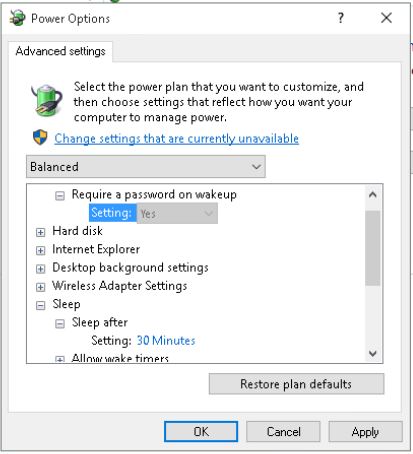 Power Options
Advanced settings
Select the power plan that you want to customize, and
then choose settings that reflect how you want your
computer to manage power.
Change settings that are currently unavailable
Balanced
Require a password on wakeup
Setting: Yes
Hard disk
Internet Explorer
Desktop background settings
Wireless Adapter Settings
Sleep
Sleep after
Setting: 30 Minutes
Allow wake timers
Restore plan defaults
OK Cancel Apply